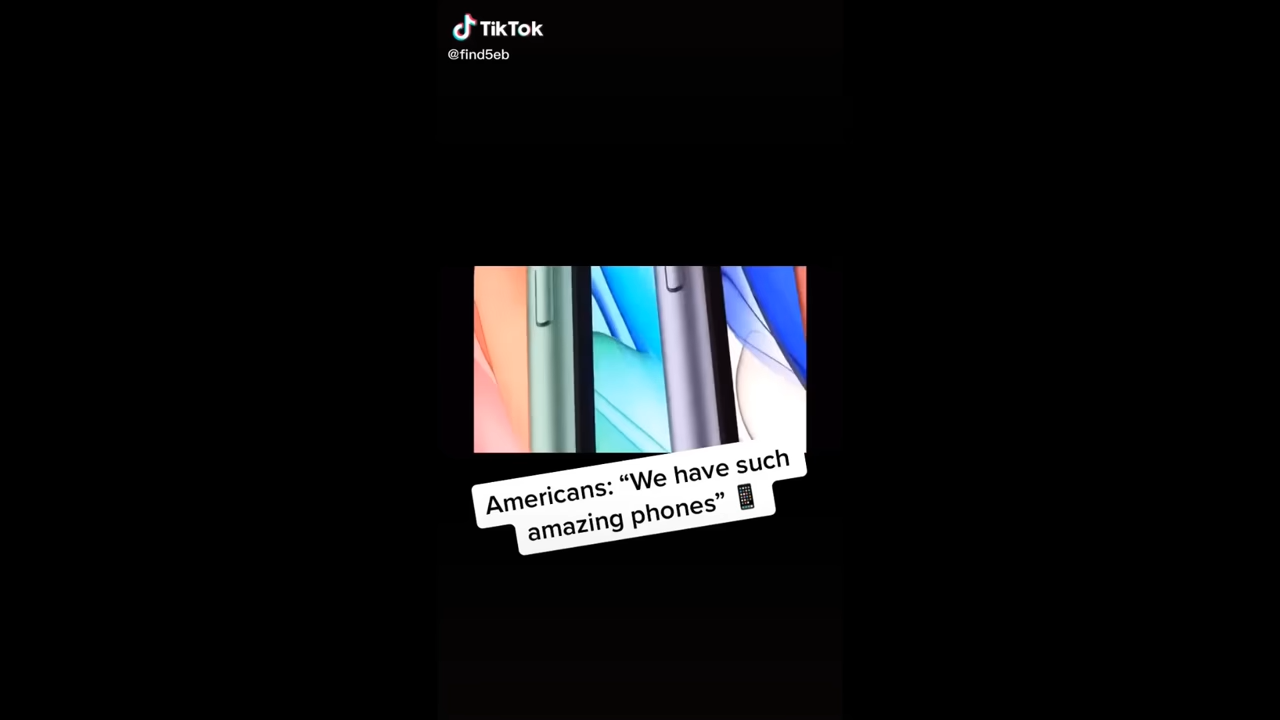 TikTok
@find5eb
Americans: “We have such
amazing phones” 📱